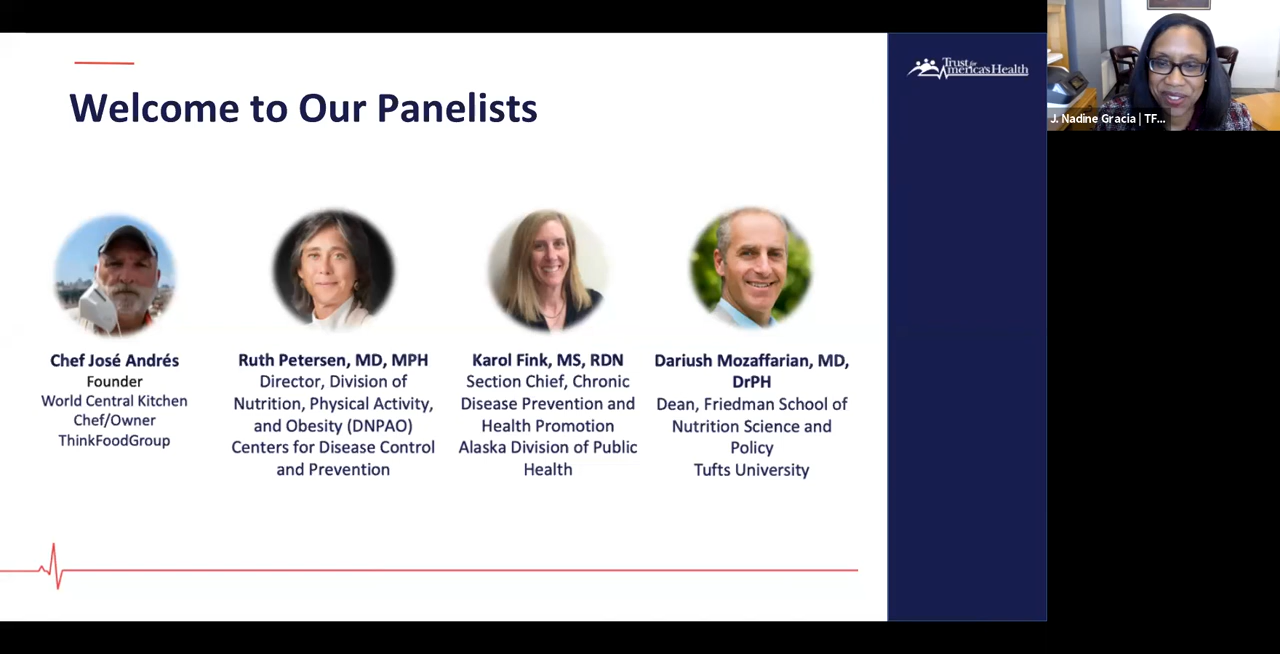 Welcome to Our Panelists
Trust for
America's Health
J. Nadine Gracia | TF...
Chef José Andrés
Founder
World Central Kitchen
Chef/Owner
ThinkFoodGroup
Ruth Petersen, MD, MPH
Director, Division of
Nutrition, Physical Activity,
and Obesity (DNPAO)
Centers for Disease Control
and Prevention
Karol Fink, MS, RDN
Section Chief, Chronic
Disease Prevention and
Health Promotion
Alaska Division of Public
Health
Dariush Mozaffarian, MD,
DrPH
Dean, Friedman School of
Nutrition Science and
Policy
Tufts University